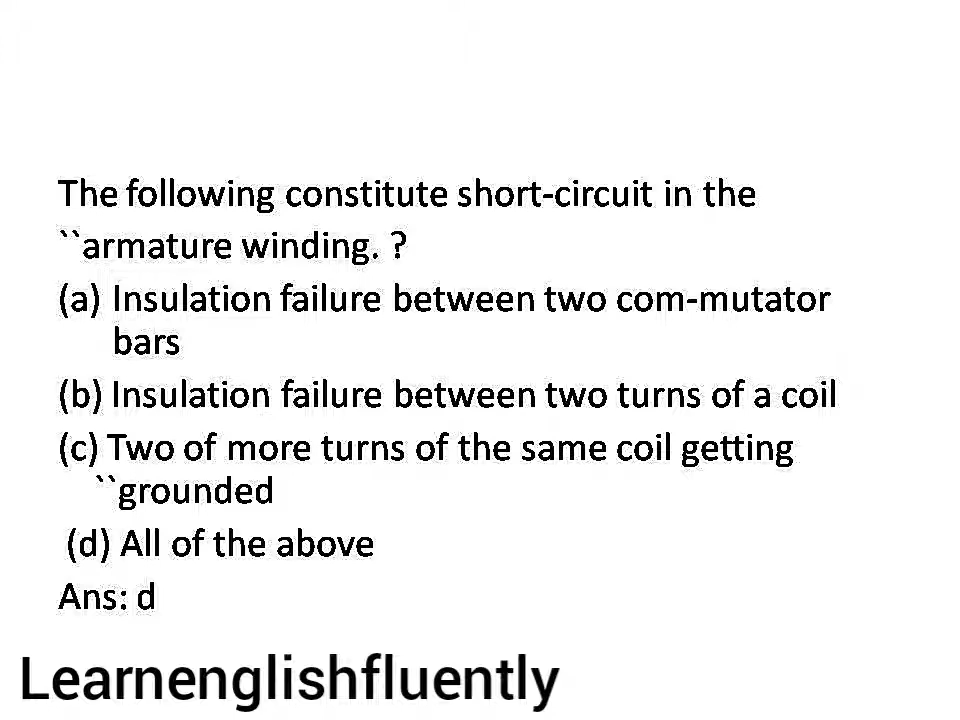 The following constitute short-circuit in the
``armature winding. ?
(a) Insulation failure between two com-mutator
bars
(b) Insulation failure between two turns of a coil
(c) Two of more turns of the same coil getting
``grounded
(d) All of the above
Ans: d
Learnenglishfluently